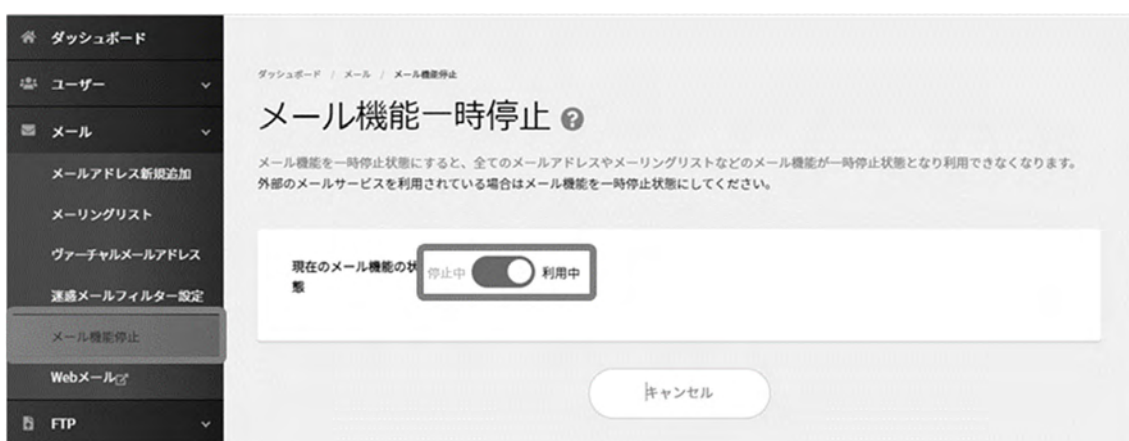 ダッシュボード
ユーザー
メール
メールアドレス新規追加
メーリングリスト
ヴァーチャルメールアドレス
迷惑メールフィルター設定
メール機能停止
Webメール
FTP
ダッシュボード / メール / メール機能停止
メール機能一時停止 ?
メール機能を一時停止状態にすると、全てのメールアドレスやメーリングリストなどのメール機能が一時停止状態となり利用できなくなります。
外部のメールサービスを利用されている場合はメール機能を一時停止状態にしてください。
現在のメール機能の状
態
停止中 利用中
キャンセル